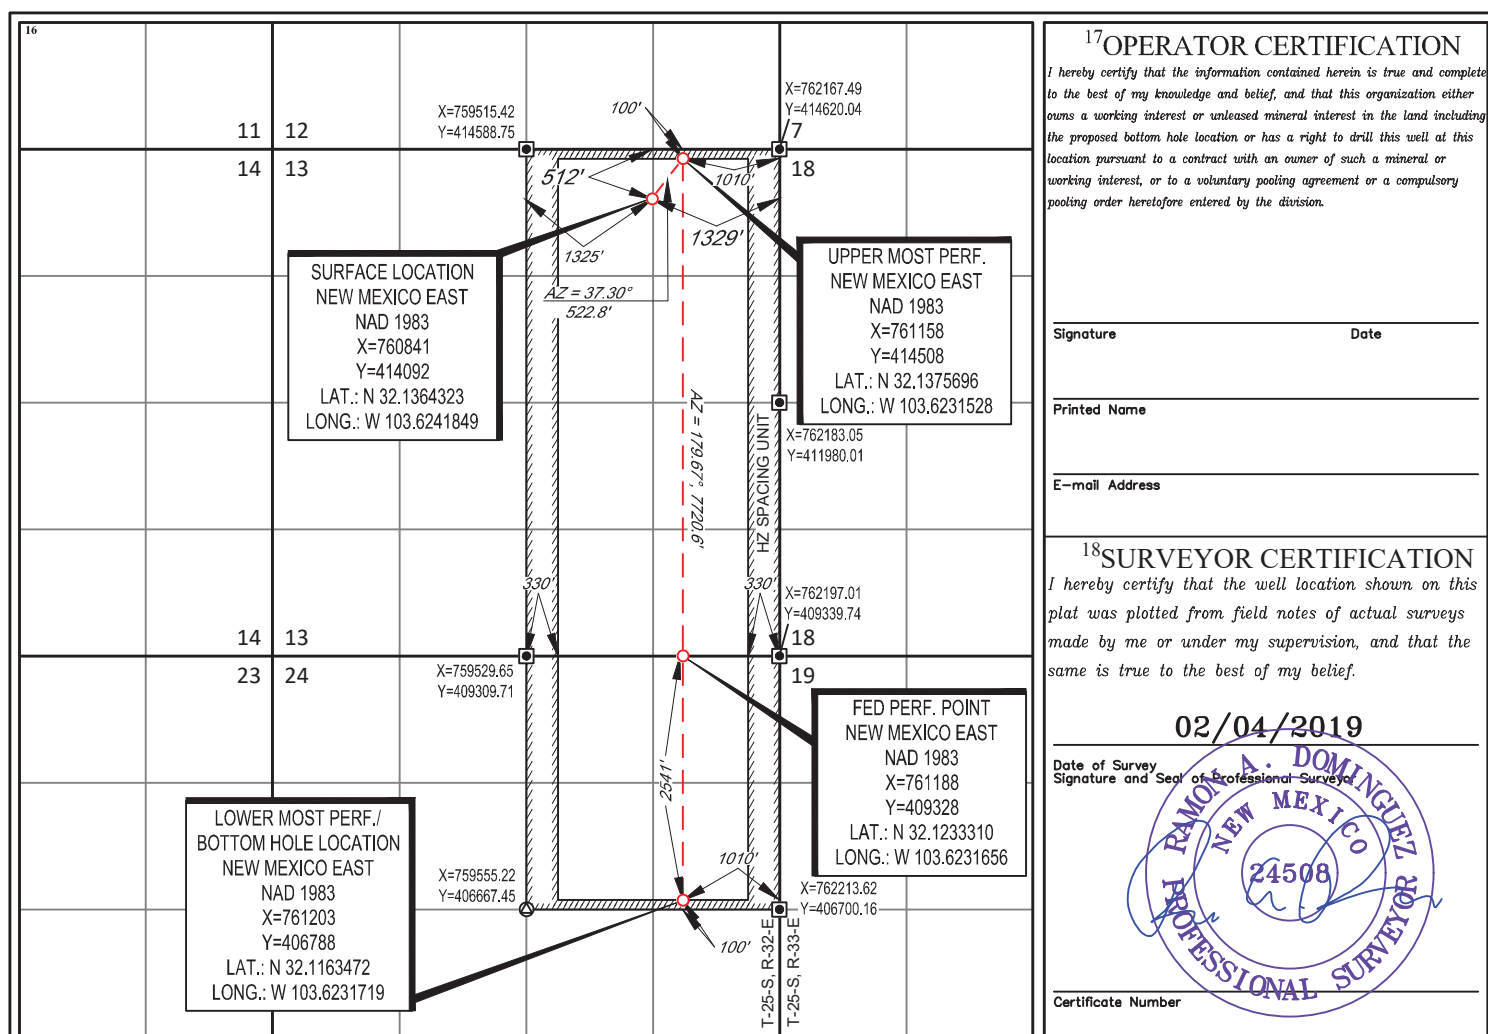 16
X=759515.42
Y=414588.75
100'
X=762167.49
Y=414620.04
11 12
7
14 13
18
512'
1010'
1329'
1325'
AZ = 37.30°
522.8'
SURFACE LOCATION
NEW MEXICO EAST
NAD 1983
X=760841
Y=414092
LAT.: N 32.1364323
LONG.: W 103.6241849
UPPER MOST PERF.
NEW MEXICO EAST
NAD 1983
X=761158
Y=414508
LAT.: N 32.1375696
LONG.: W 103.6231528
AZ = 179.67°, 7720.6'
HZ SPACING UNIT
X=762183.05
Y=411980.01
330'
330'
X=762197.01
Y=409339.74
14 13
18
23 24
19
X=759529.65
Y=409309.71
FED PERF. POINT
NEW MEXICO EAST
NAD 1983
X=761188
Y=409328
LAT.: N 32.1233310
LONG.: W 103.6231656
2541'
LOWER MOST PERF./
BOTTOM HOLE LOCATION
NEW MEXICO EAST
NAD 1983
X=761203
Y=406788
LAT.: N 32.1163472
LONG.: W 103.6231719
X=759555.22
Y=406667.45
1010'
X=762213.62
Y=406700.16
100'
T-25-S, R-32-E
T-25-S, R-33-E
17OPERATOR CERTIFICATION
I hereby certify that the information contained herein is true and complete
to the best of my knowledge and belief, and that this organization either
owns a working interest or unleased mineral interest in the land including
the proposed bottom hole location or has a right to drill this well at this
location pursuant to a contract with an owner of such a mineral or
working interest, or to a voluntary pooling agreement or a compulsory
pooling order heretofore entered by the division.
Signature Date
Printed Name
E-mail Address
18SURVEYOR CERTIFICATION
I hereby certify that the well location shown on this
plat was plotted from field notes of actual surveys
made by me or under my supervision, and that the
same is true to the best of my belief.
02/04/2019
Date of Survey
Signature and Seal of Professional Surveyor
RAMON A. DOMINGUEZ
NEW MEXICO
24508
PROFESSIONAL SURVEYOR
Certificate Number